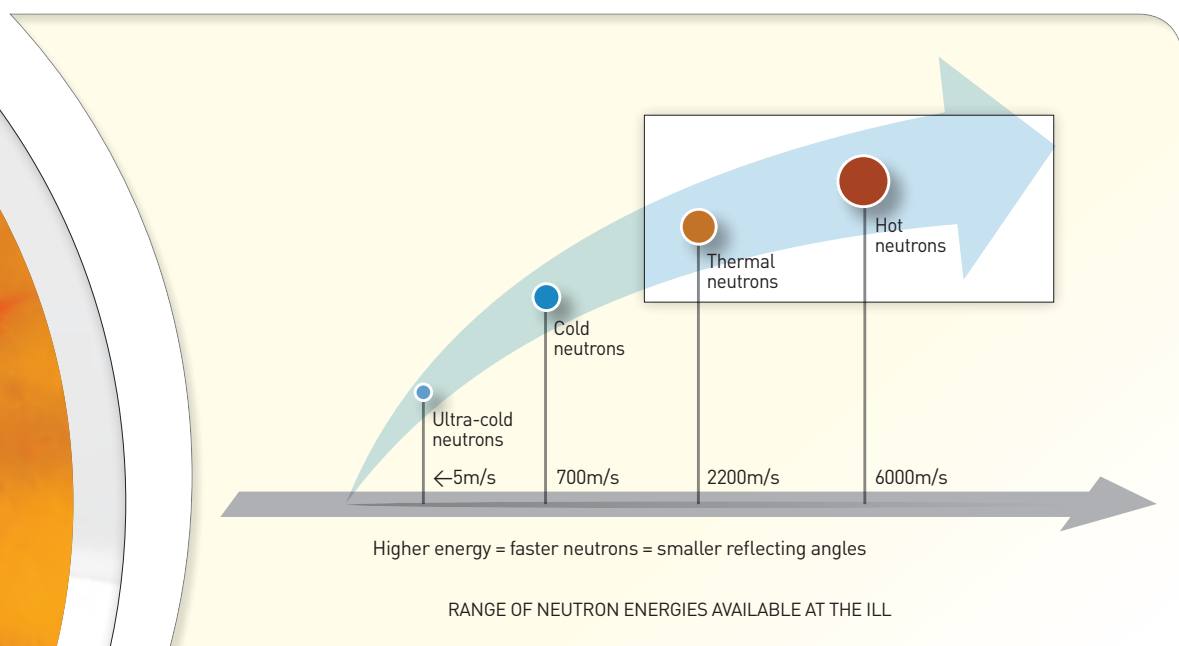 Hot
neutrons
Thermal
neutrons
Cold
neutrons
Ultra-cold
neutrons
←5m/s
700m/s
2200m/s
6000m/s
Higher energy = faster neutrons = smaller reflecting angles
RANGE OF NEUTRON ENERGIES AVAILABLE AT THE ILL